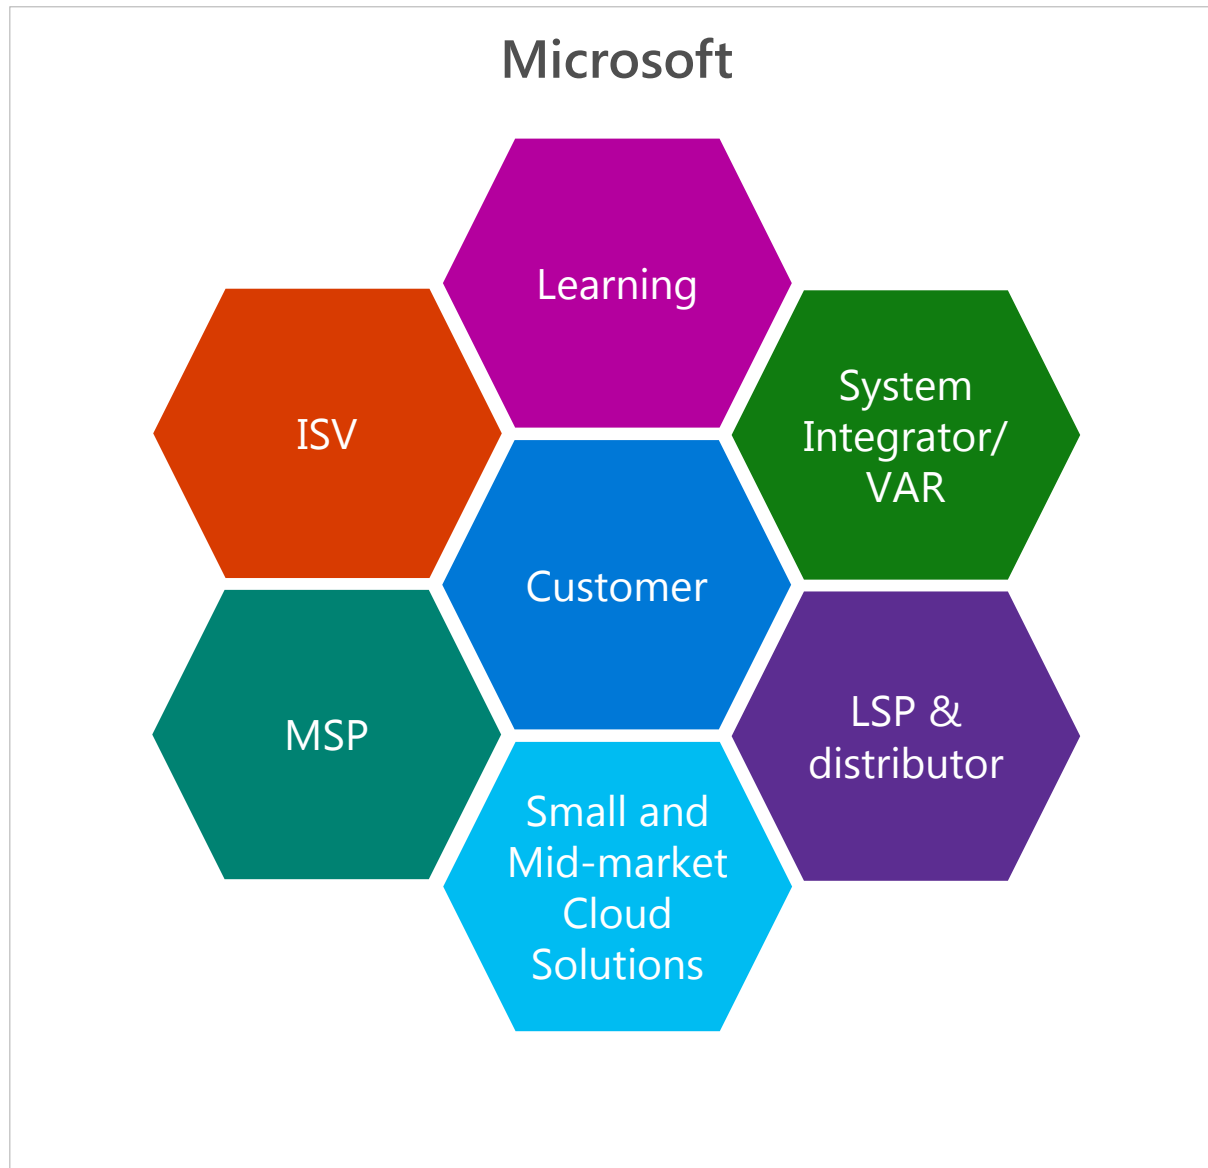 Microsoft
Learning
ISV
System
Integrator/
VAR
Customer
MSP
LSP &
distributor
Small and
Mid-market
Cloud
Solutions